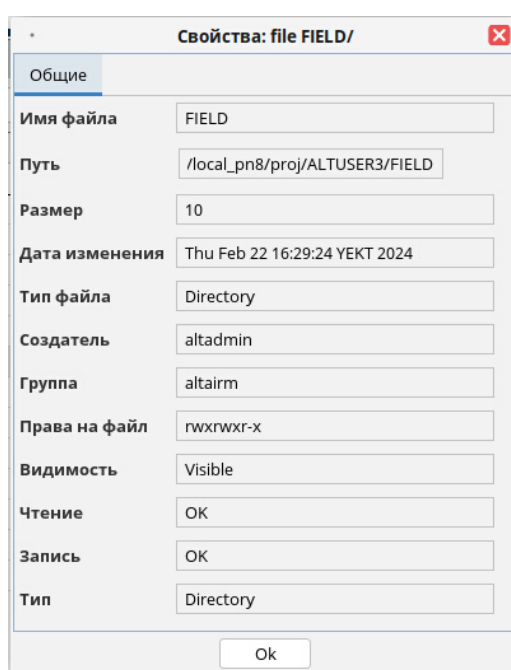 Свойства: file FIELD/
Общие
Имя файла FIELD
Путь /local_pn8/proj/ALTUSER3/FIELD
Размер 10
Дата изменения Thu Feb 22 16:29:24 YEKT 2024
Тип файла Directory
Создатель altadmin
Группа altairm
Права на файл rwxrwxr-x
Видимость Visible
Чтение OK
Запись OK
Тип Directory
Ok